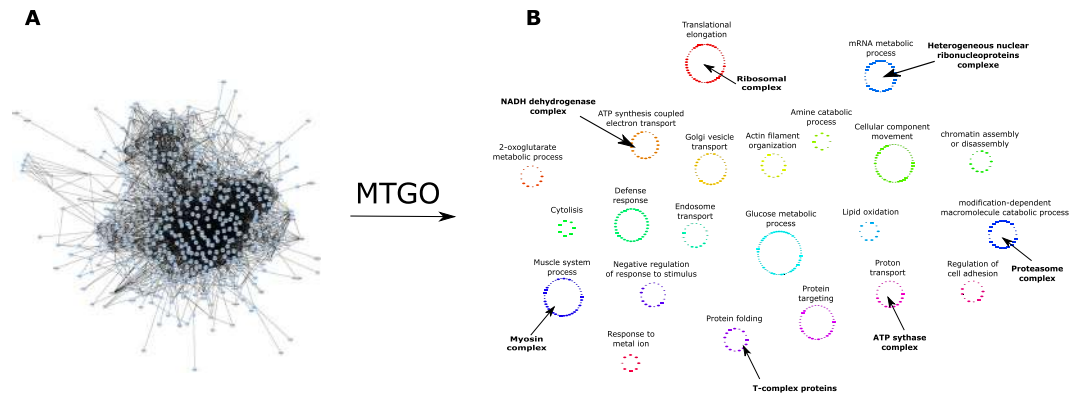 A
B
MTGO
Translational
elongation
Ribosomal
complex
mRNA metabolic
process
Heterogeneous nuclear
ribonucleoproteins
complexe
NADH dehydrogenase
complex
ATP synthesis coupled
electron transport
2-oxoglutarate
metabolic process
Golgi vesicle
transport
Actin filament
organization
Amine catabolic
process
Cellular component
movement
chromatin assembly
or disassembly
Cytolisis
Defense
response
Endosome
transport
Glucose metabolic
process
Lipid oxidation
modification-dependent
macromolecule catabolic process
Proteasome
complex
Muscle system
process
Myosin
complex
Negative regulation
of response to stimulus
Protein
targeting
Proton
transport
ATP sythase
complex
Regulation of
cell adhesion
Response to
metal ion
Protein folding
T-complex proteins